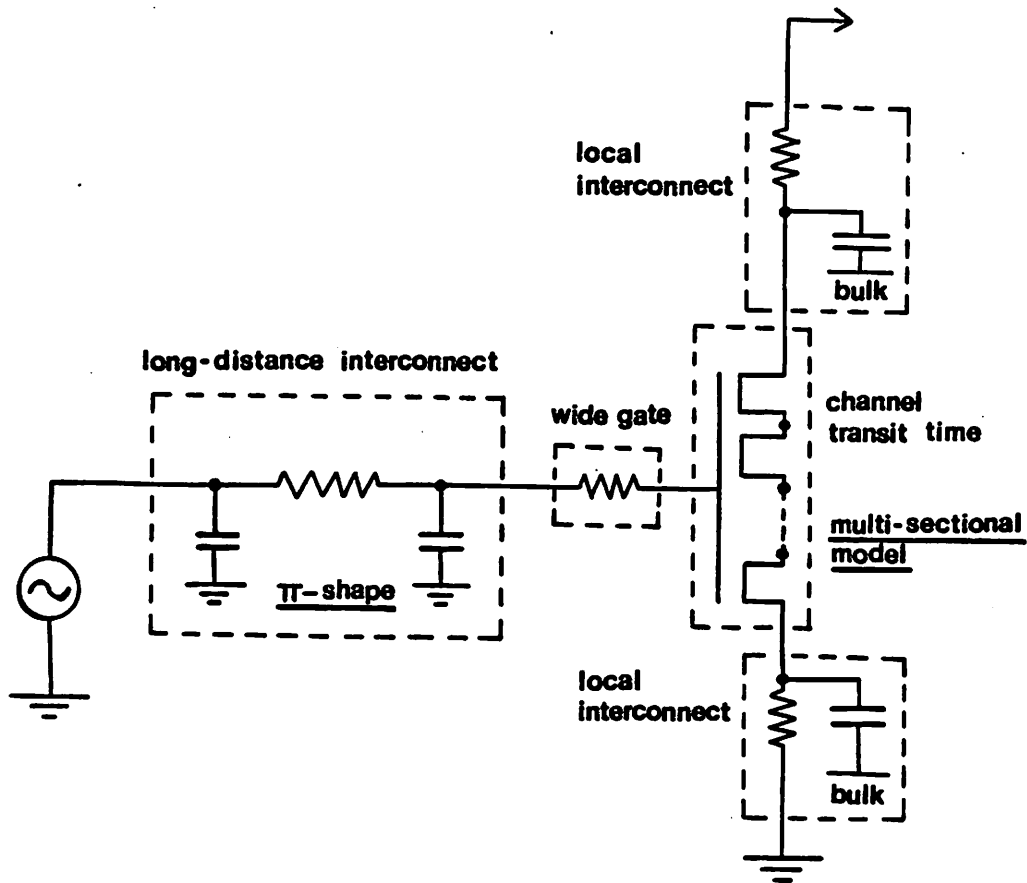 local
interconnect
bulk
long-distance interconnect
wide gate
channel
transit time
multi-sectional
model
π-shape
local
interconnect
bulk